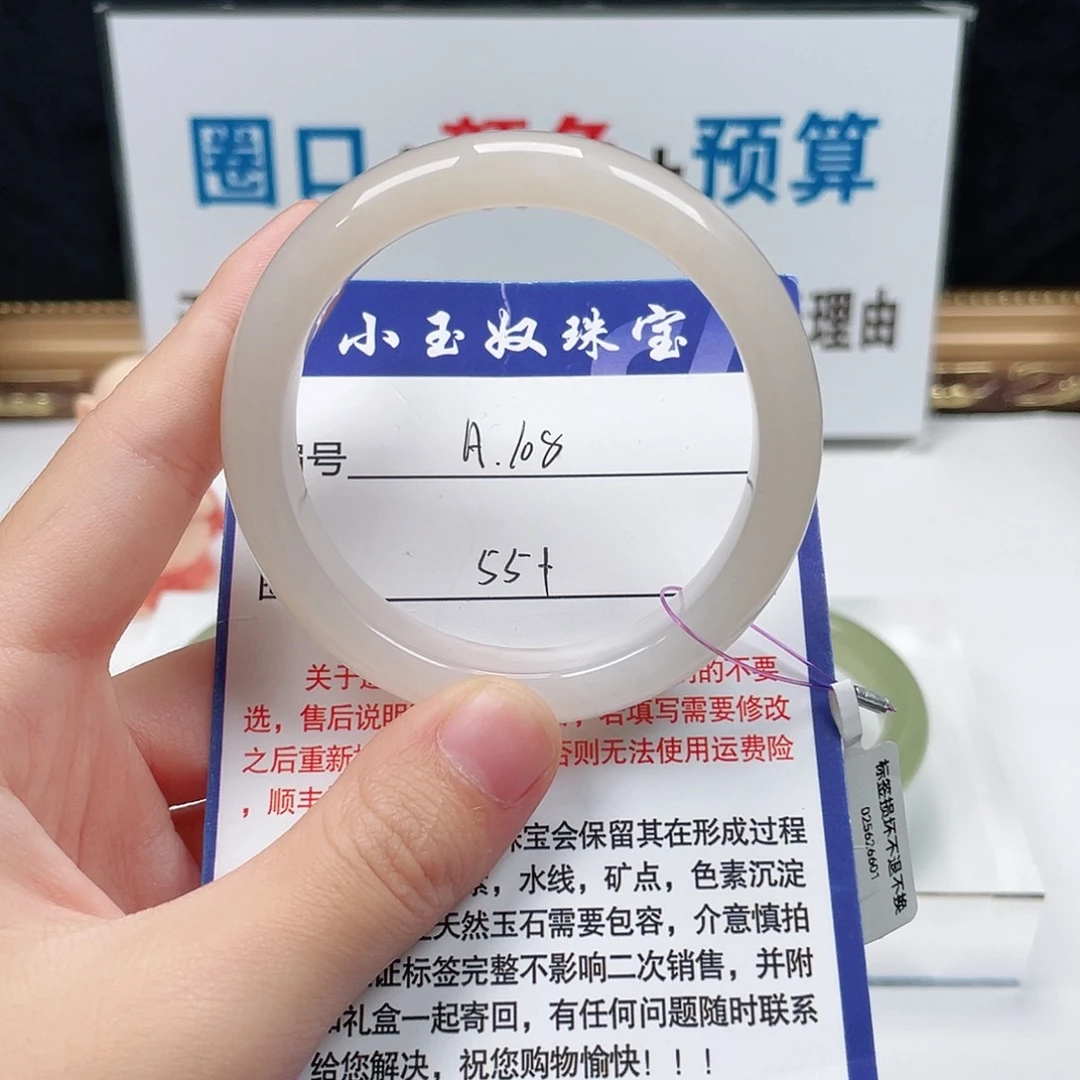 圈口 颜色 预算
理由
小玉奴珠宝
编号 A.108
圈 55+
关于 的不要
选，售后说明 ，若填写需要修改
之后重新 否则无法使用运费险
，顺丰
珠宝会保留其在形成过程
，水线，矿点，色素沉淀
天然玉石需要包容，介意慎拍
证标签完整不影响二次销售，并附
礼盒一起寄回，有任何问题随时联系
给您解决，祝您购物愉快！！！
标签损坏不退不换
025626601